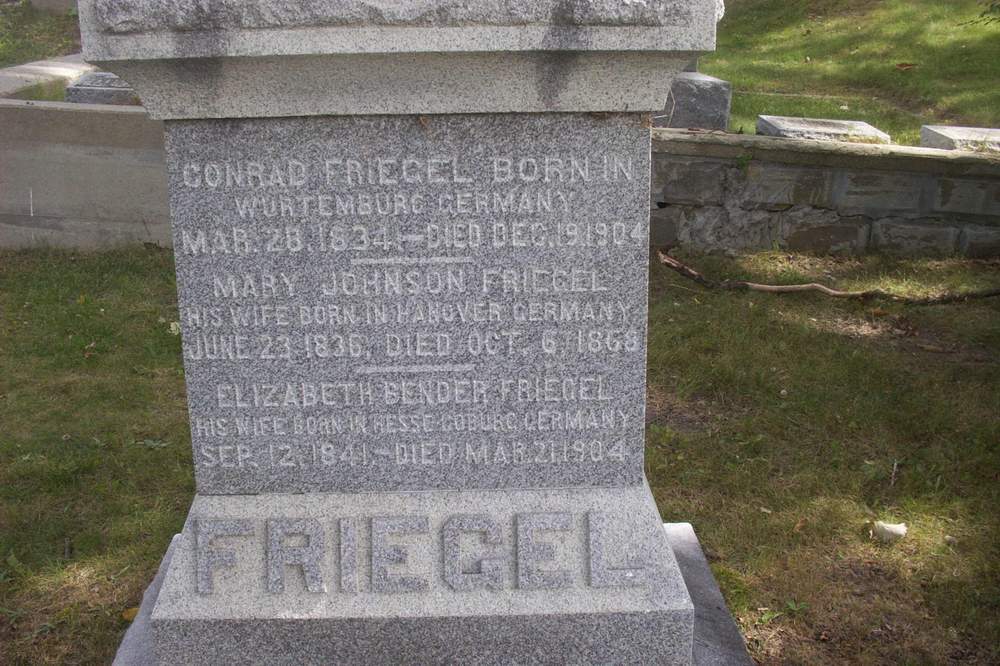 CONRAD FRIEGEL BORN IN
WURTEMBURG GERMANY
MAR. 28, 1834.–DIED DEC. 19, 1904
MARY JOHNSON FRIEGEL
HIS WIFE BORN IN HANOVER GERMANY
JUNE 23, 1836, DIED OCT. 6, 1868
ELIZABETH BENDER FRIEGEL
HIS WIFE BORN IN HESSE COBURG GERMANY
SEP. 12, 1841.–DIED MAR. 21, 1904
FRIEGEL